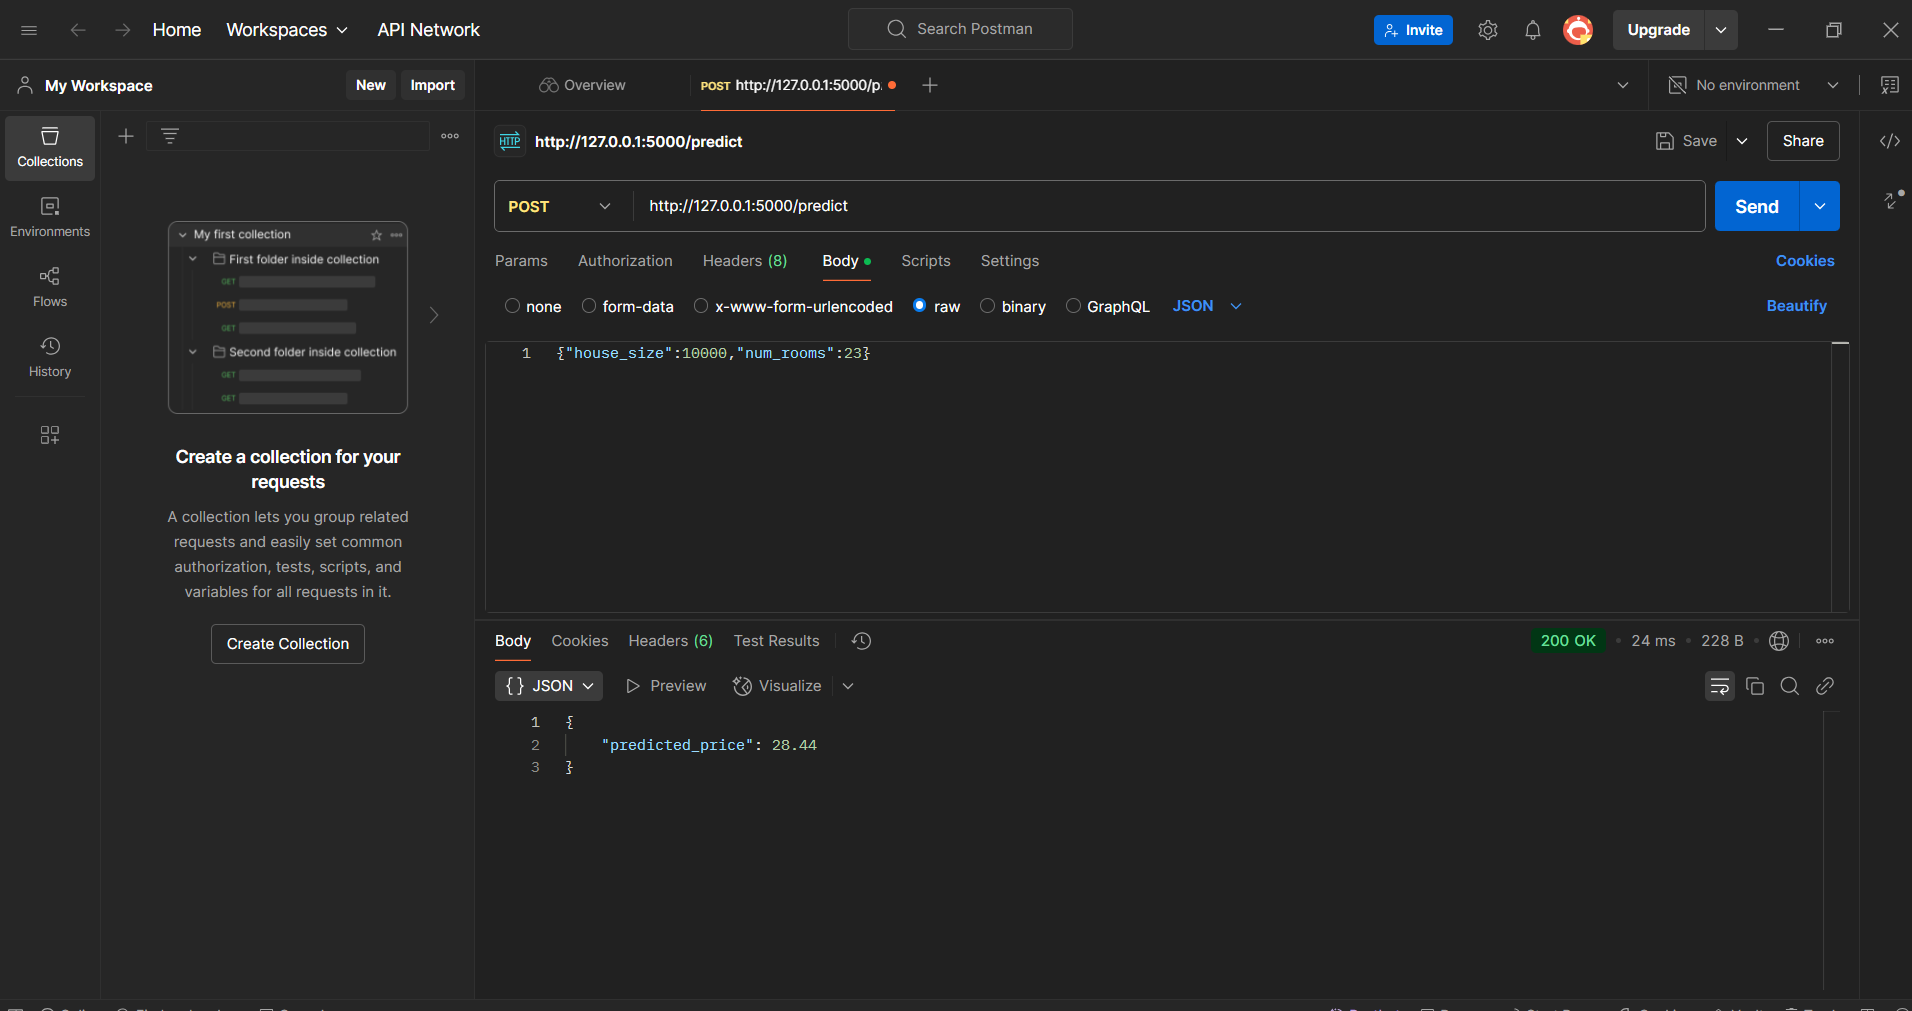 Home Workspaces API Network Search Postman Invite Upgrade
My Workspace New Import Overview POST http://127.0.0.1:5000/p. No environment
Collections
Environments
Flows
History
My first collection
First folder inside collection
GET
POST
GET
Second folder inside collection
GET
GET
Create a collection for your
requests
A collection lets you group related
requests and easily set common
authorization, tests, scripts, and
variables for all requests in it.
Create Collection
HTTP http://127.0.0.1:5000/predict Save Share
POST http://127.0.0.1:5000/predict Send
Params Authorization Headers (8) Body Scripts Settings Cookies
none form-data x-www-form-urlencoded raw binary GraphQL JSON Beautify
1 {"house_size":10000,"num_rooms":23}
Body Cookies Headers (6) Test Results 200 OK • 24 ms • 228 B
{} JSON Preview Visualize
1 {
2 "predicted_price": 28.44
3 }